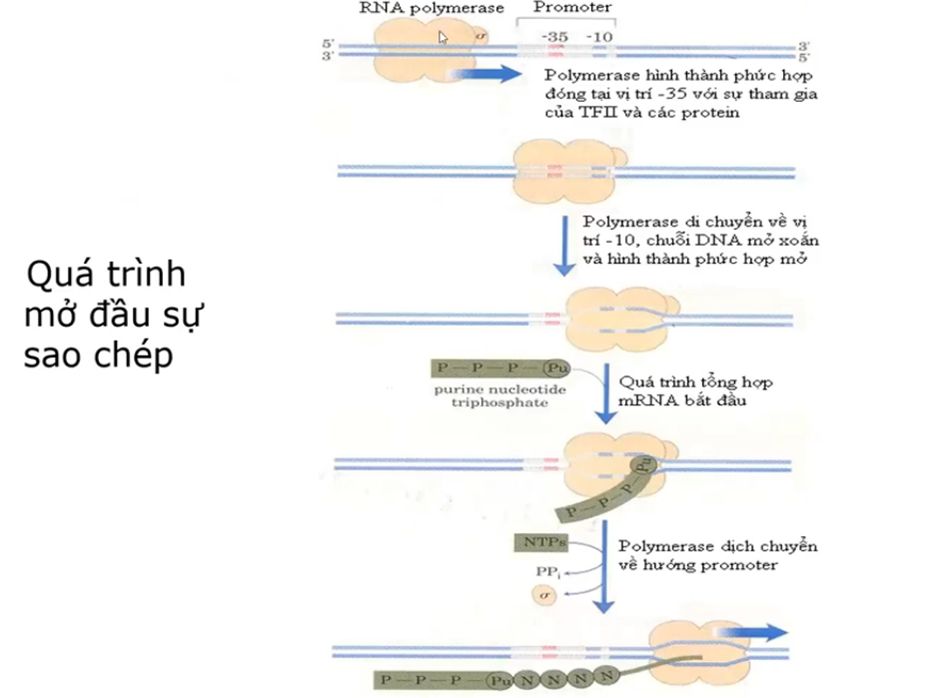 RNA polymerase
Promoter
σ
-35 -10
5'
3'
3'
5'
Polymerase hình thành phức hợp
đóng tại vị trí -35 với sự tham gia
của TFII và các protein
Polymerase di chuyển về vị
trí -10, chuỗi DNA mở xoắn
và hình thành phức hợp mở
Quá trình
mở đầu sự
sao chép
P — P — P — Pu
purine nucleotide
triphosphate
Quá trình tổng hợp
mRNA bắt đầu
P — P — P — Pu
NTPs
PPi
σ
Polymerase dịch chuyển
về hướng promoter
P — P — P — Pu N N N N